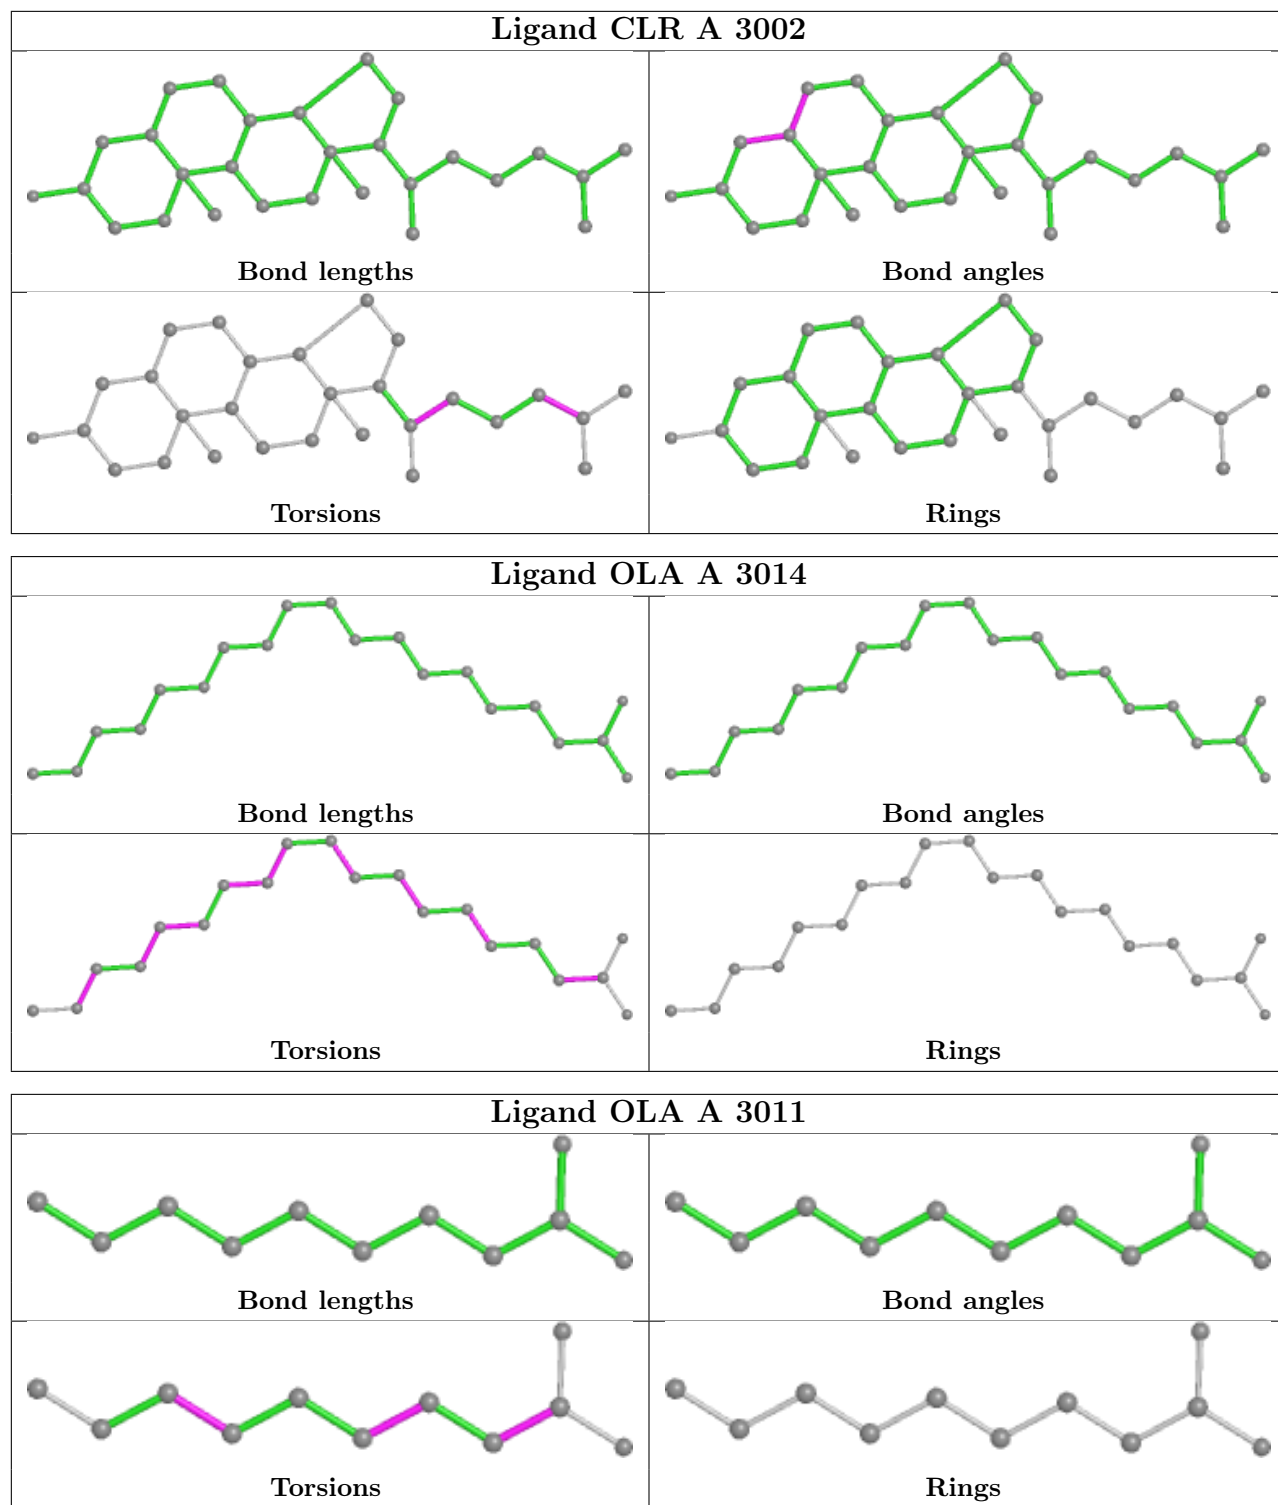 Ligand CLR A 3002
Bond lengths
Bond angles
Torsions
Rings
Ligand OLA A 3014
Bond lengths
Bond angles
Torsions
Rings
Ligand OLA A 3011
Bond lengths
Bond angles
Torsions
Rings